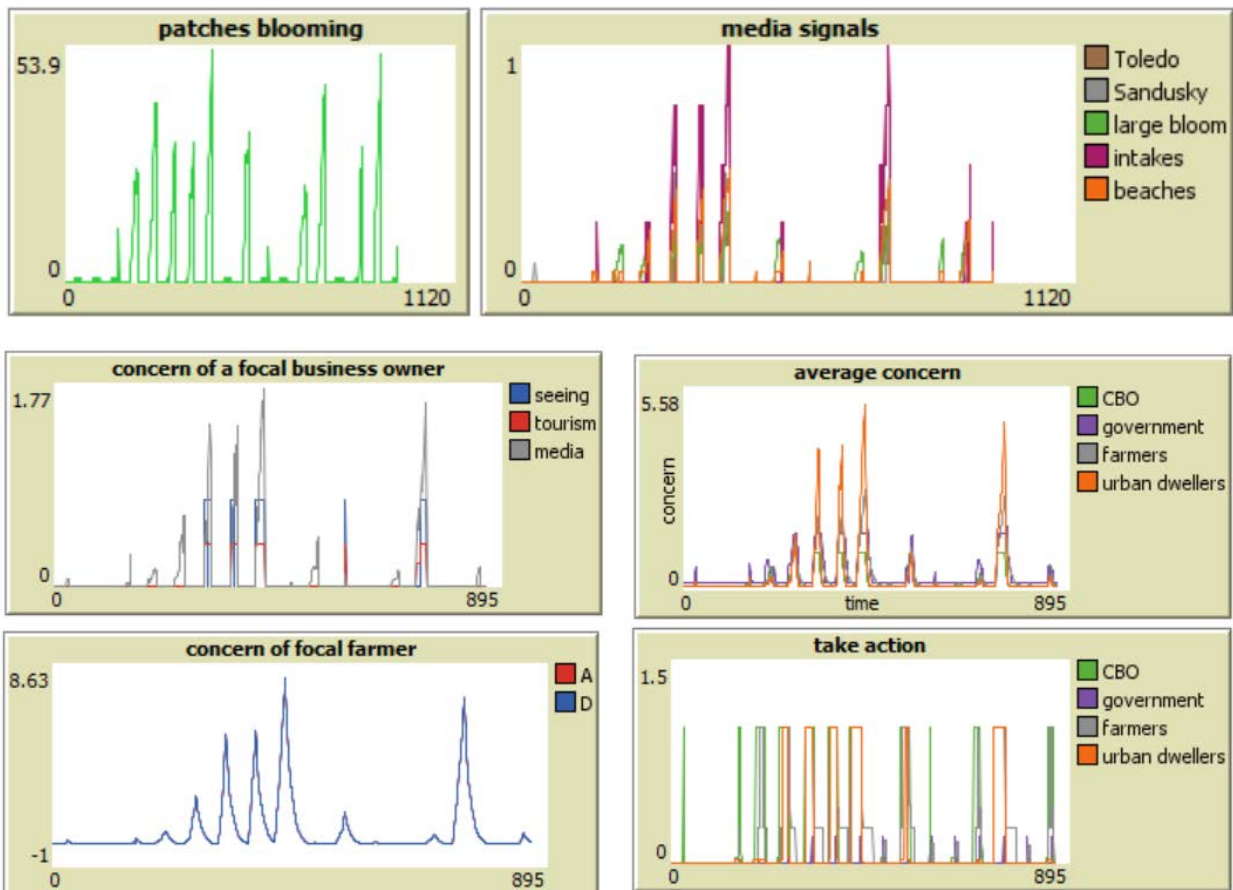 patches blooming
53.9
0
0
1120
media signals
1
0
0
1120
Toledo
Sandusky
large bloom
intakes
beaches
concern of a focal business owner
1.77
0
0
895
seeing
tourism
media
average concern
5.58
concern
0
0
time
895
CBO
government
farmers
urban dwellers
concern of focal farmer
8.63
-1
0
895
A
D
take action
1.5
0
0
895
CBO
government
farmers
urban dwellers